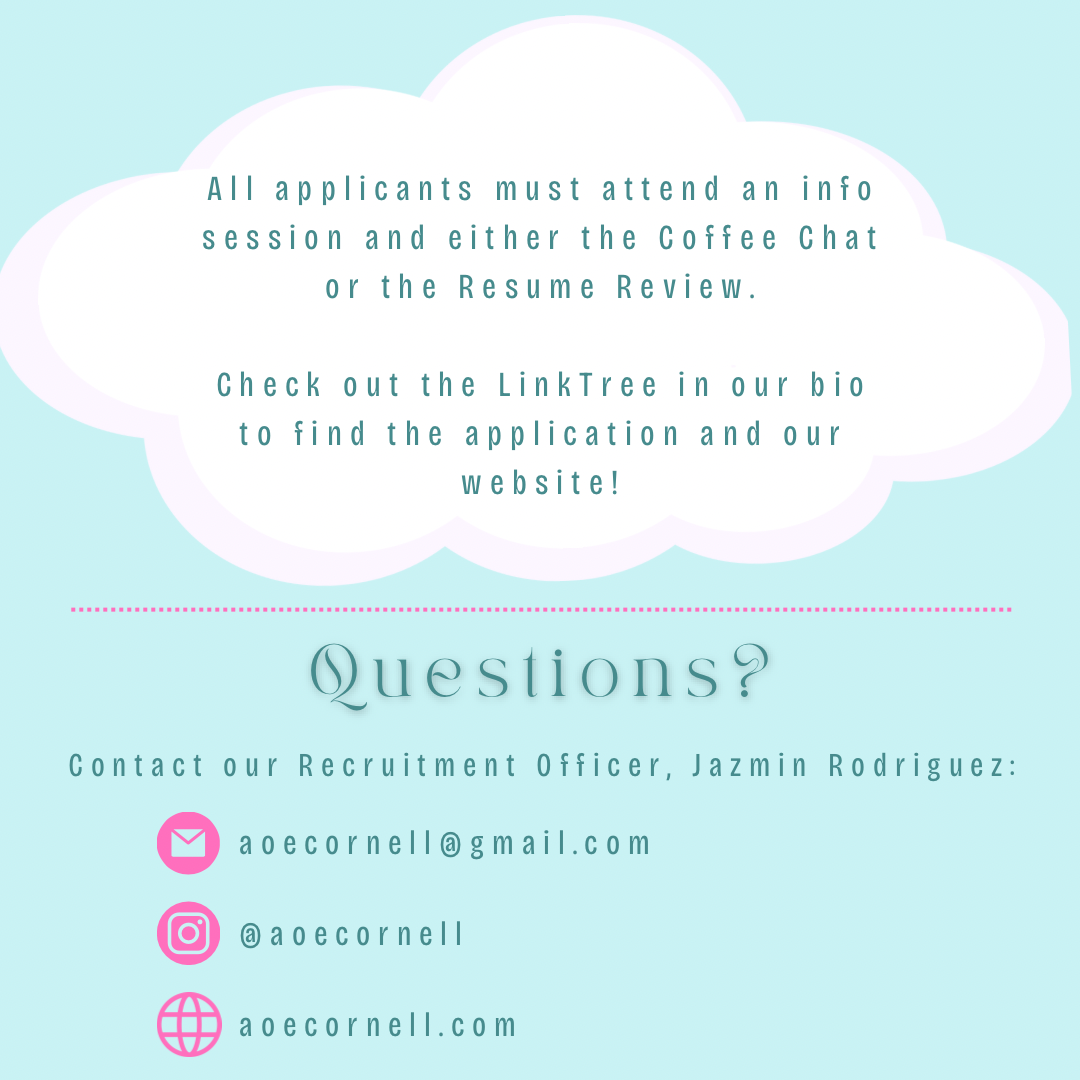 All applicants must attend an info
session and either the Coffee Chat
or the Resume Review.
Check out the LinkTree in our bio
to find the application and our
website!
Questions?
Contact our Recruitment Officer, Jazmin Rodriguez:
aoecornell@gmail.com
@aoecornell
aoecornell.com